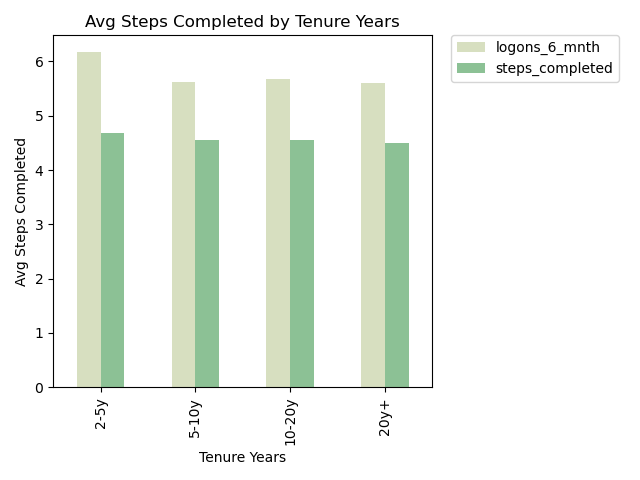 Avg Steps Completed by Tenure Years
logons_6_mnth
steps_completed
Avg Steps Completed
6
5
4
3
2
1
0
2-5y
5-10y
10-20y
20y+
Tenure Years